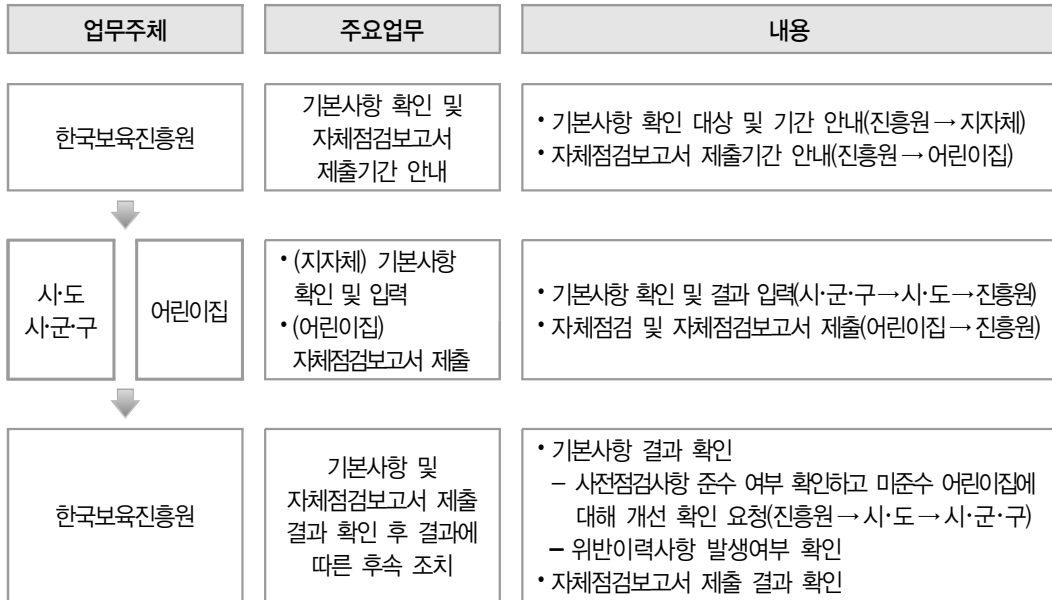 업무주체
주요업무
내용
한국보육진흥원
기본사항 확인 및
자체점검보고서
제출기간 안내
• 기본사항 확인 대상 및 기간 안내(진흥원→지자체)
• 자체점검보고서 제출기간 안내(진흥원→어린이집)
시·도
시·군·구
어린이집
• (지자체) 기본사항
확인 및 입력
• (어린이집)
자체점검보고서 제출
• 기본사항 확인 및 결과 입력(시·군·구→시·도→진흥원)
• 자체점검 및 자체점검보고서 제출(어린이집→진흥원)
한국보육진흥원
기본사항 및
자체점검보고서 제출
결과 확인 후 결과에
따른 후속 조치
• 기본사항 결과 확인
– 사전점검사항 준수 여부 확인하고 미준수 어린이집에
대해 개선 확인 요청(진흥원→시·도→시·군·구)
– 위반이력사항 발생여부 확인
• 자체점검보고서 제출 결과 확인